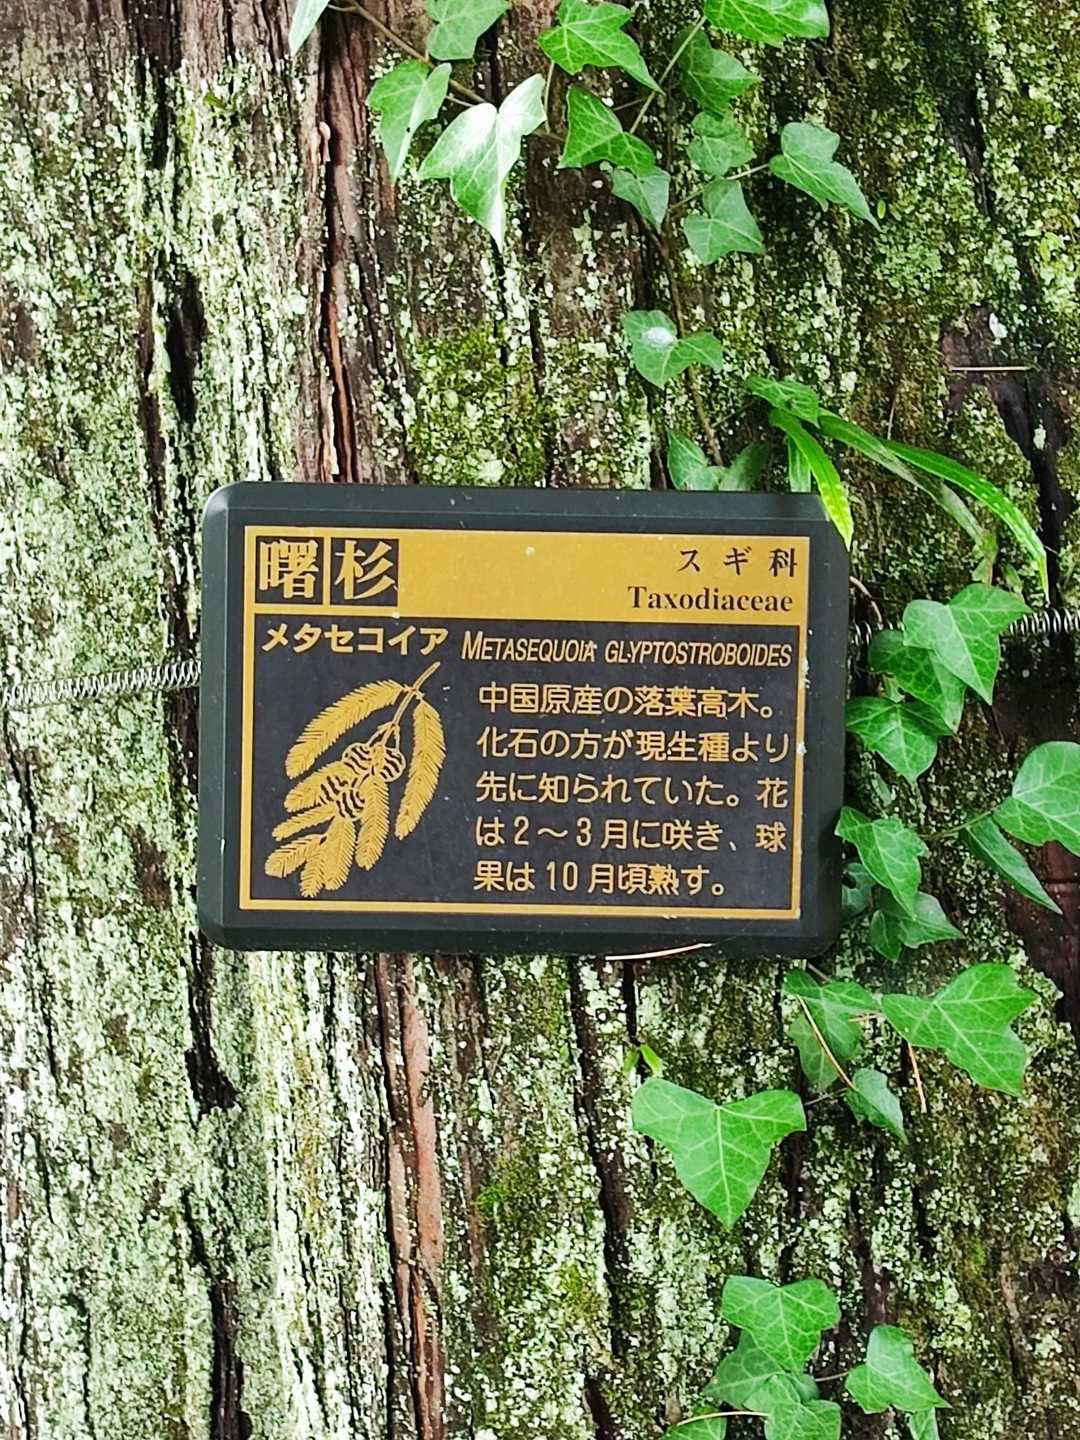 曙杉
スギ科
Taxodiaceae
メタセコイア METASEQUOIA GLYPTOSTROBOIDES
中国原産の落葉高木。
化石の方が現生種より
先に知られていた。花
は2～3月に咲き、球
果は10月頃熟す。